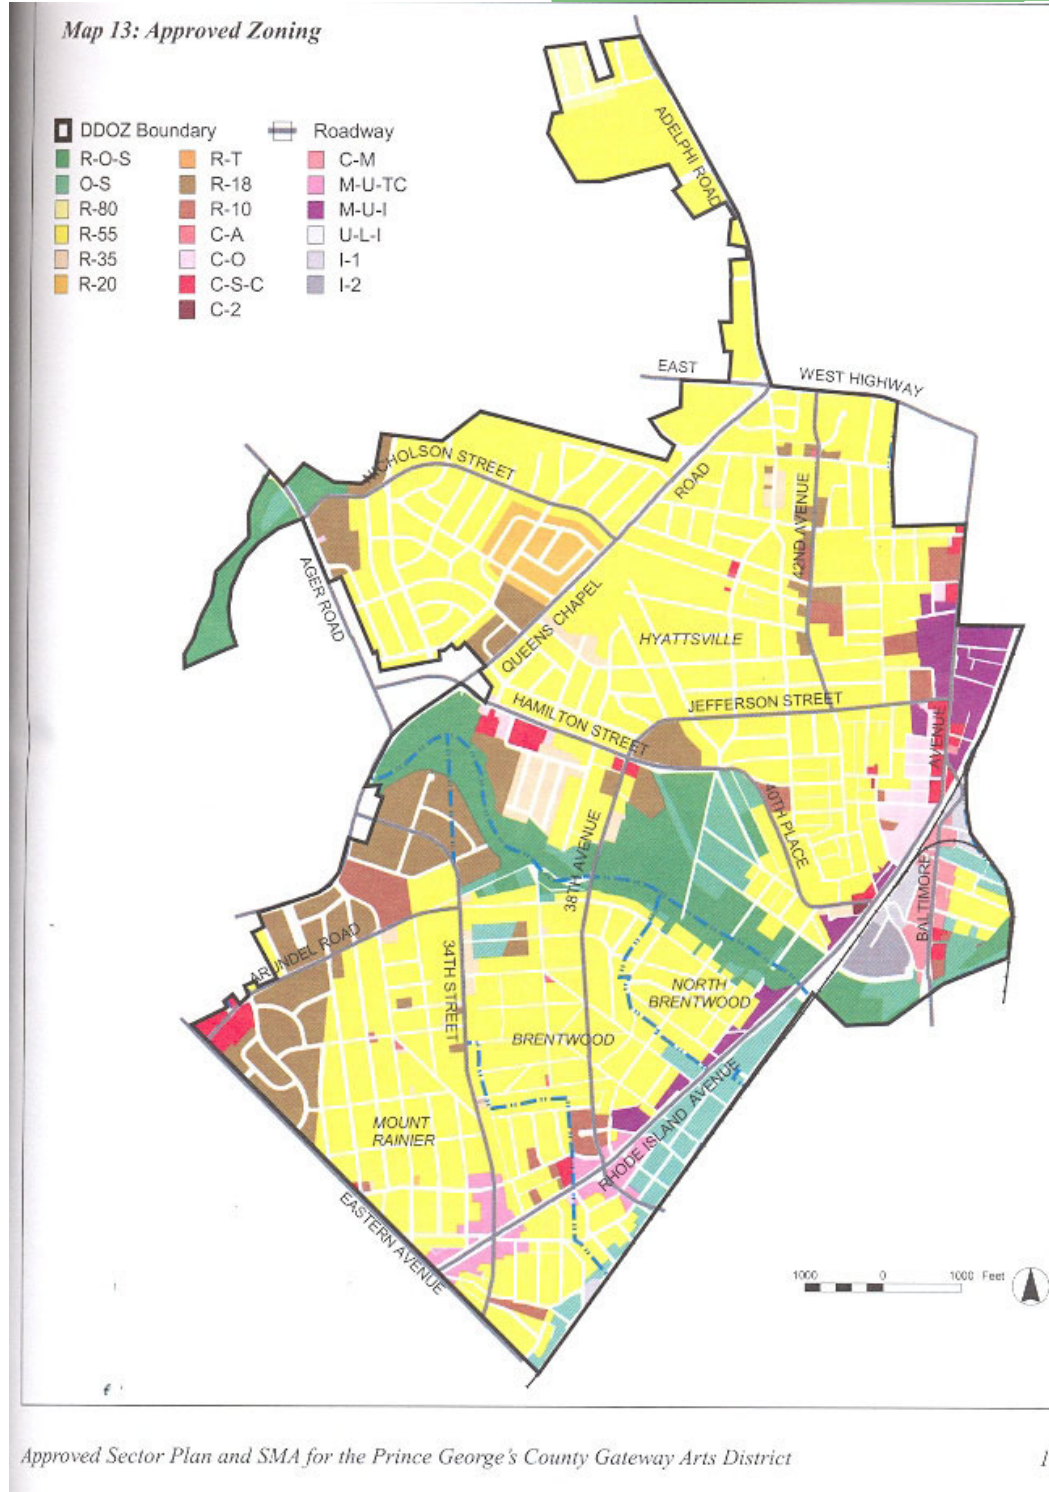 Map 13: Approved Zoning
DDOZ Boundary
Roadway
R-O-S
O-S
R-80
R-55
R-35
R-20
R-T
R-18
R-10
C-A
C-O
C-S-C
C-2
C-M
M-U-TC
M-U-I
U-L-I
I-1
I-2
ADELPHI ROAD
EAST
WEST HIGHWAY
NICHOLSON STREET
ROAD
42ND AVENUE
AGER ROAD
QUEENS CHAPEL
HYATTSVILLE
HAMILTON STREET
JEFFERSON STREET
AVENUE
40TH PLACE
38TH AVENUE
BALTIMORE
ARUNDEL ROAD
34TH STREET
NORTH
BRENTWOOD
BRENTWOOD
RHODE ISLAND AVENUE
MOUNT
RAINIER
EASTERN AVENUE
1000 0 1000 Feet
Approved Sector Plan and SMA for the Prince George's County Gateway Arts District 1